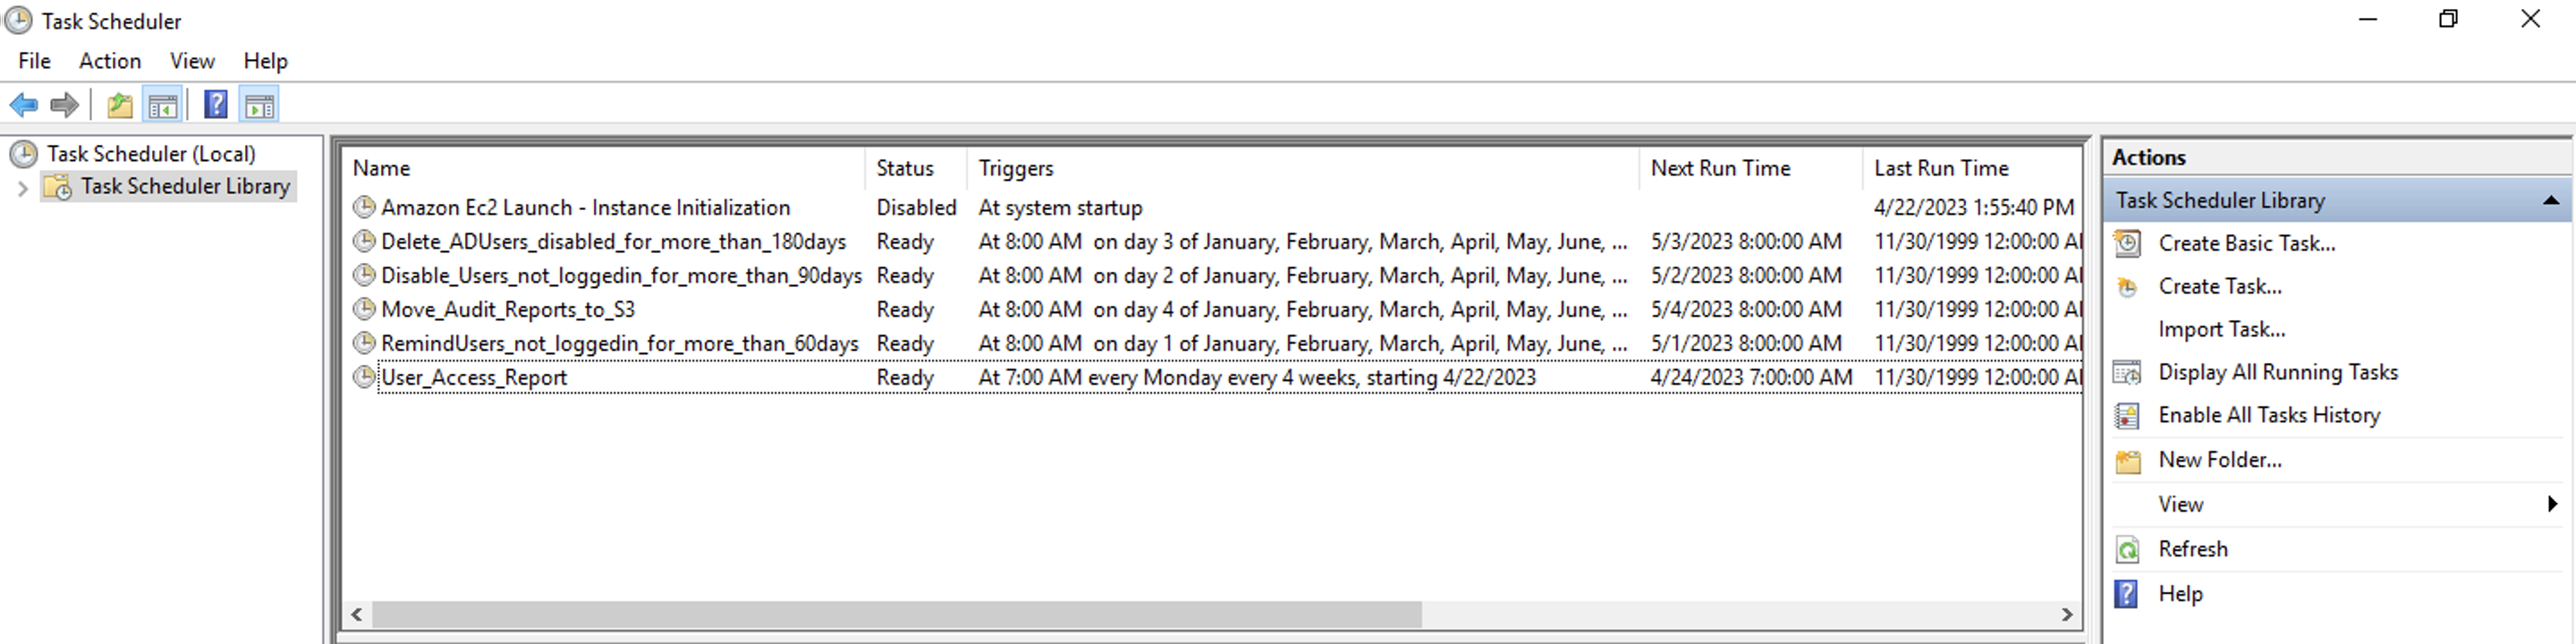 Task Scheduler
File Action View Help
Task Scheduler (Local)
Task Scheduler Library
Name Status Triggers Next Run Time Last Run Time
Amazon Ec2 Launch - Instance Initialization Disabled At system startup 4/22/2023 1:55:40 PM
Delete_ADUsers_disabled_for_more_than_180days Ready At 8:00 AM on day 3 of January, February, March, April, May, June, ... 5/3/2023 8:00:00 AM 11/30/1999 12:00:00 A
Disable_Users_not_loggedin_for_more_than_90days Ready At 8:00 AM on day 2 of January, February, March, April, May, June, ... 5/2/2023 8:00:00 AM 11/30/1999 12:00:00 A
Move_Audit_Reports_to_S3 Ready At 8:00 AM on day 4 of January, February, March, April, May, June, ... 5/4/2023 8:00:00 AM 11/30/1999 12:00:00 A
RemindUsers_not_loggedin_for_more_than_60days Ready At 8:00 AM on day 1 of January, February, March, April, May, June, ... 5/1/2023 8:00:00 AM 11/30/1999 12:00:00 A
User_Access_Report Ready At 7:00 AM every Monday every 4 weeks, starting 4/22/2023 4/24/2023 7:00:00 AM 11/30/1999 12:00:00 A
Actions
Task Scheduler Library
Create Basic Task...
Create Task...
Import Task...
Display All Running Tasks
Enable All Tasks History
New Folder...
View
Refresh
Help